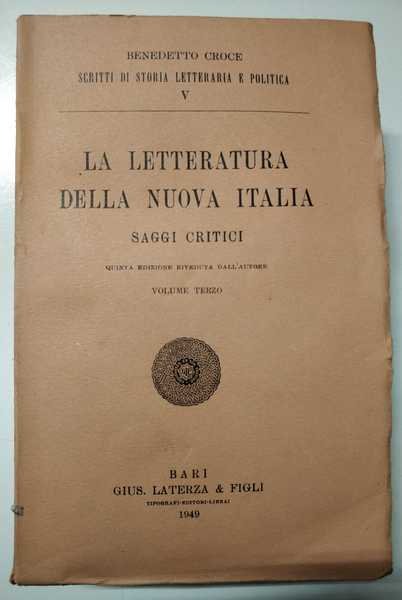 BENEDETTO CROCE
SCRITTI DI STORIA LETTERARIA E POLITICA
V
LA LETTERATURA
DELLA NUOVA ITALIA
SAGGI CRITICI
QUINTA EDIZIONE RIVEDUTA DALL'AUTORE
VOLUME TERZO
BARI
GIUS. LATERZA & FIGLI
TIPOGRAFI-EDITORI-LIBRAI
1949